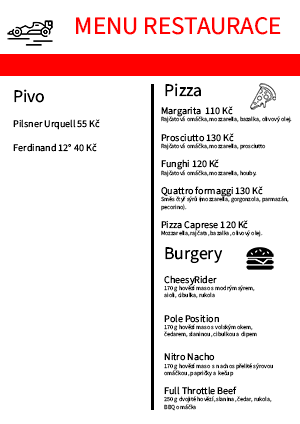 MENU RESTAURACE
Pivo
Pilsner Urquell 55 Kč
Ferdinand 12° 40 Kč
Pizza
Margarita 110 Kč
Rajčatová omáčka, mozzarella, bazalka, olivový olej.
Prosciutto 130 Kč
Rajčatová omáčka, mozzarella, prosciutto
Funghi 120 Kč
Rajčatová omáčka, mozzarella, houby.
Quattro formaggi 130 Kč
Směs čtyř sýrů (mozzarella, gorgonzola, parmazán,
pecorino).
Pizza Caprese 120 Kč
Mozzarella, rajčata, bazalka, olivový olej.
Burgery
CheesyRider
170 g hovězí maso s modrým sýrem,
aioli, cibulka, rukola
Pole Position
170 g hovězí maso s volským okem,
čedarem, slaninou, cibulkou a dipem
Nitro Nacho
170 g hovězí maso s nachos přelité sýrovou
omáčkou, papričky a kečup
Full Throttle Beef
250 g dvojité hovězí, slanina, čedar, rukola,
BBQ omáčka